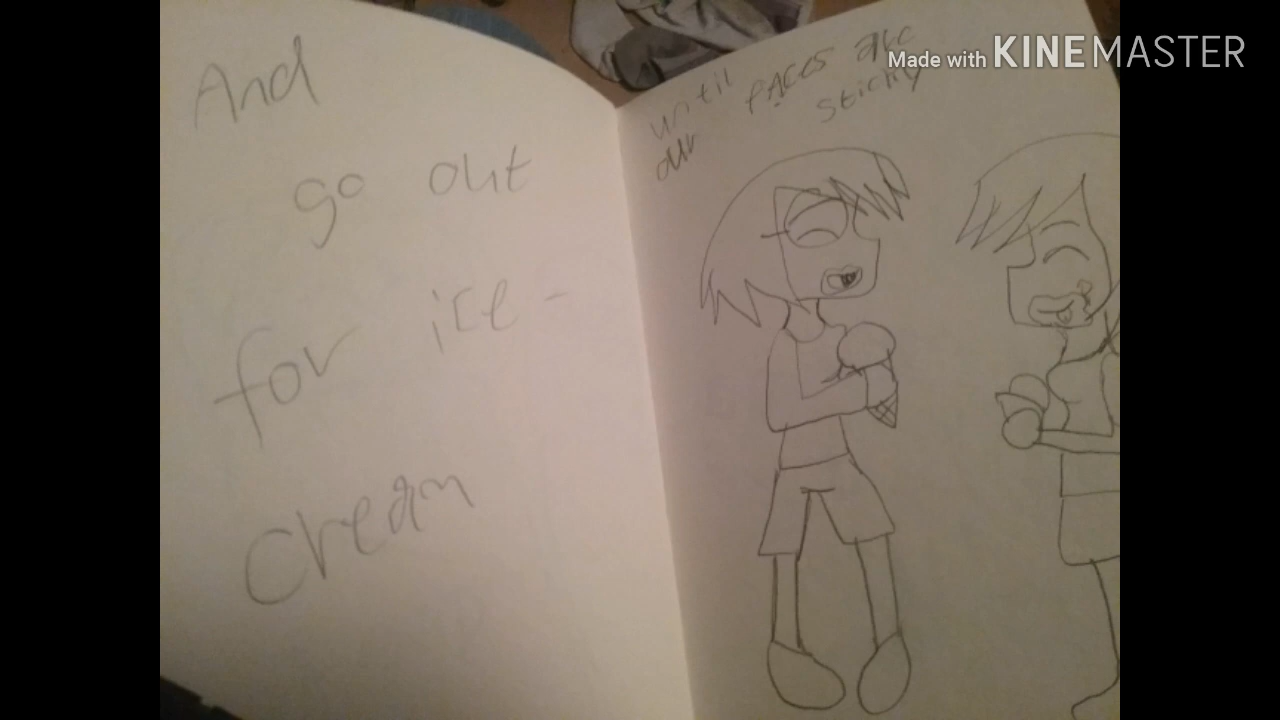 And
go out
for ice-
cream
until our FACES are
sticky
Made with KINEMASTER